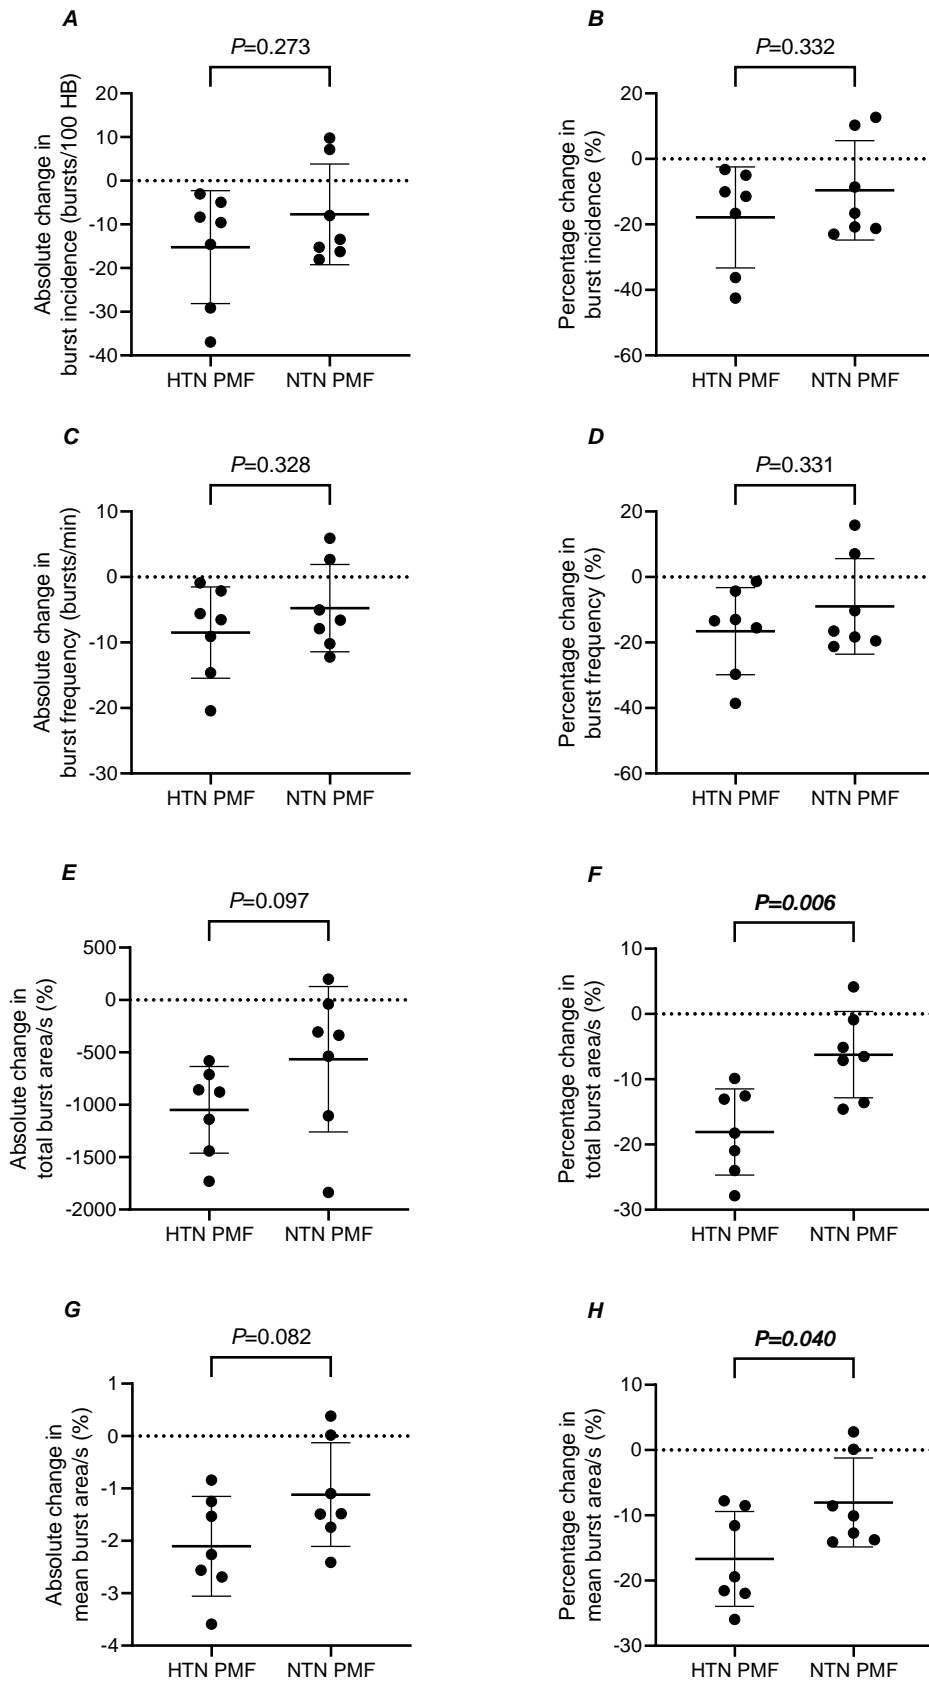 A
P=0.273
Absolute change in
burst incidence (bursts/100 HB)
20
10
0
-10
-20
-30
-40
HTN PMF
NTN PMF
B
P=0.332
Percentage change in
burst incidence (%)
20
0
-20
-40
-60
HTN PMF
NTN PMF
C
P=0.328
Absolute change in
burst frequency (bursts/min)
10
0
-10
-20
-30
HTN PMF
NTN PMF
D
P=0.331
Percentage change in
burst frequency (%)
20
0
-20
-40
-60
HTN PMF
NTN PMF
E
P=0.097
Absolute change in
total burst area/s (%)
500
0
-500
-1000
-1500
-2000
HTN PMF
NTN PMF
F
P=0.006
Percentage change in
total burst area/s (%)
10
0
-10
-20
-30
HTN PMF
NTN PMF
G
P=0.082
Absolute change in
mean burst area/s (%)
1
0
-1
-2
-3
-4
HTN PMF
NTN PMF
H
P=0.040
Percentage change in
mean burst area/s (%)
10
0
-10
-20
-30
HTN PMF
NTN PMF